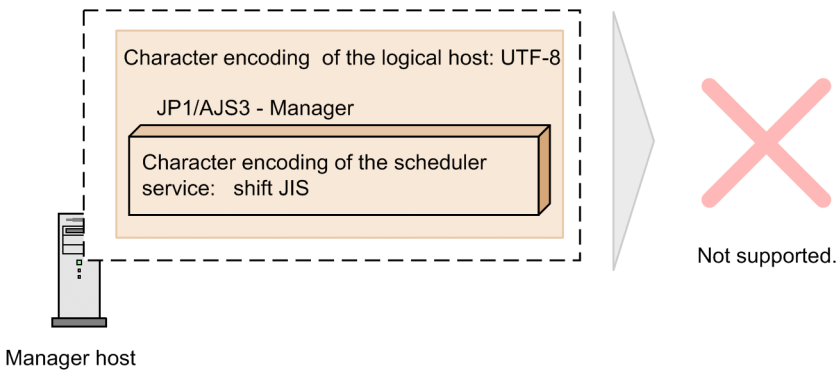 Character encoding of the logical host: UTF-8
JP1/AJS3 - Manager
Character encoding of the scheduler
service: shift JIS
Not supported.
Manager host